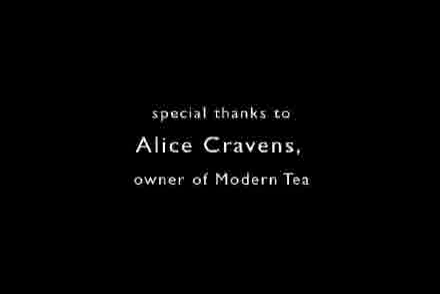 special thanks to
Alice Cravens,
owner of Modern Tea